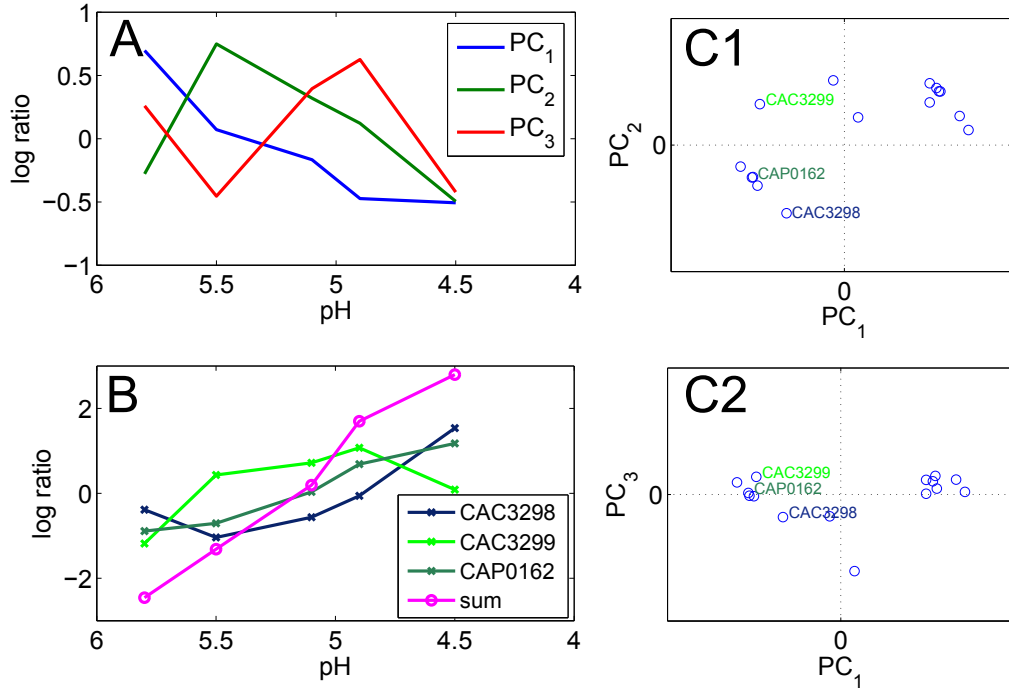 A
1
0.5
0
−0.5
−1
log ratio
6
5.5
5
4.5
4
pH
PC1
PC2
PC3
C1
CAC3299
CAP0162
CAC3298
PC2
0
0
PC1
B
2
0
−2
log ratio
6
5.5
5
4.5
4
pH
CAC3298
CAC3299
CAP0162
sum
C2
CAC3299
CAP0162
CAC3298
PC3
0
0
PC1